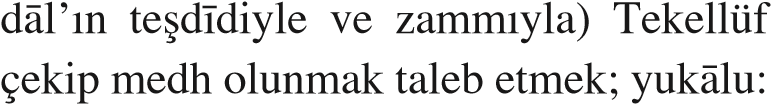 dāl’ın teşdīdiyle ve zammıyla) Tekellüf
çekip medh olunmak taleb etmek; yukālu: